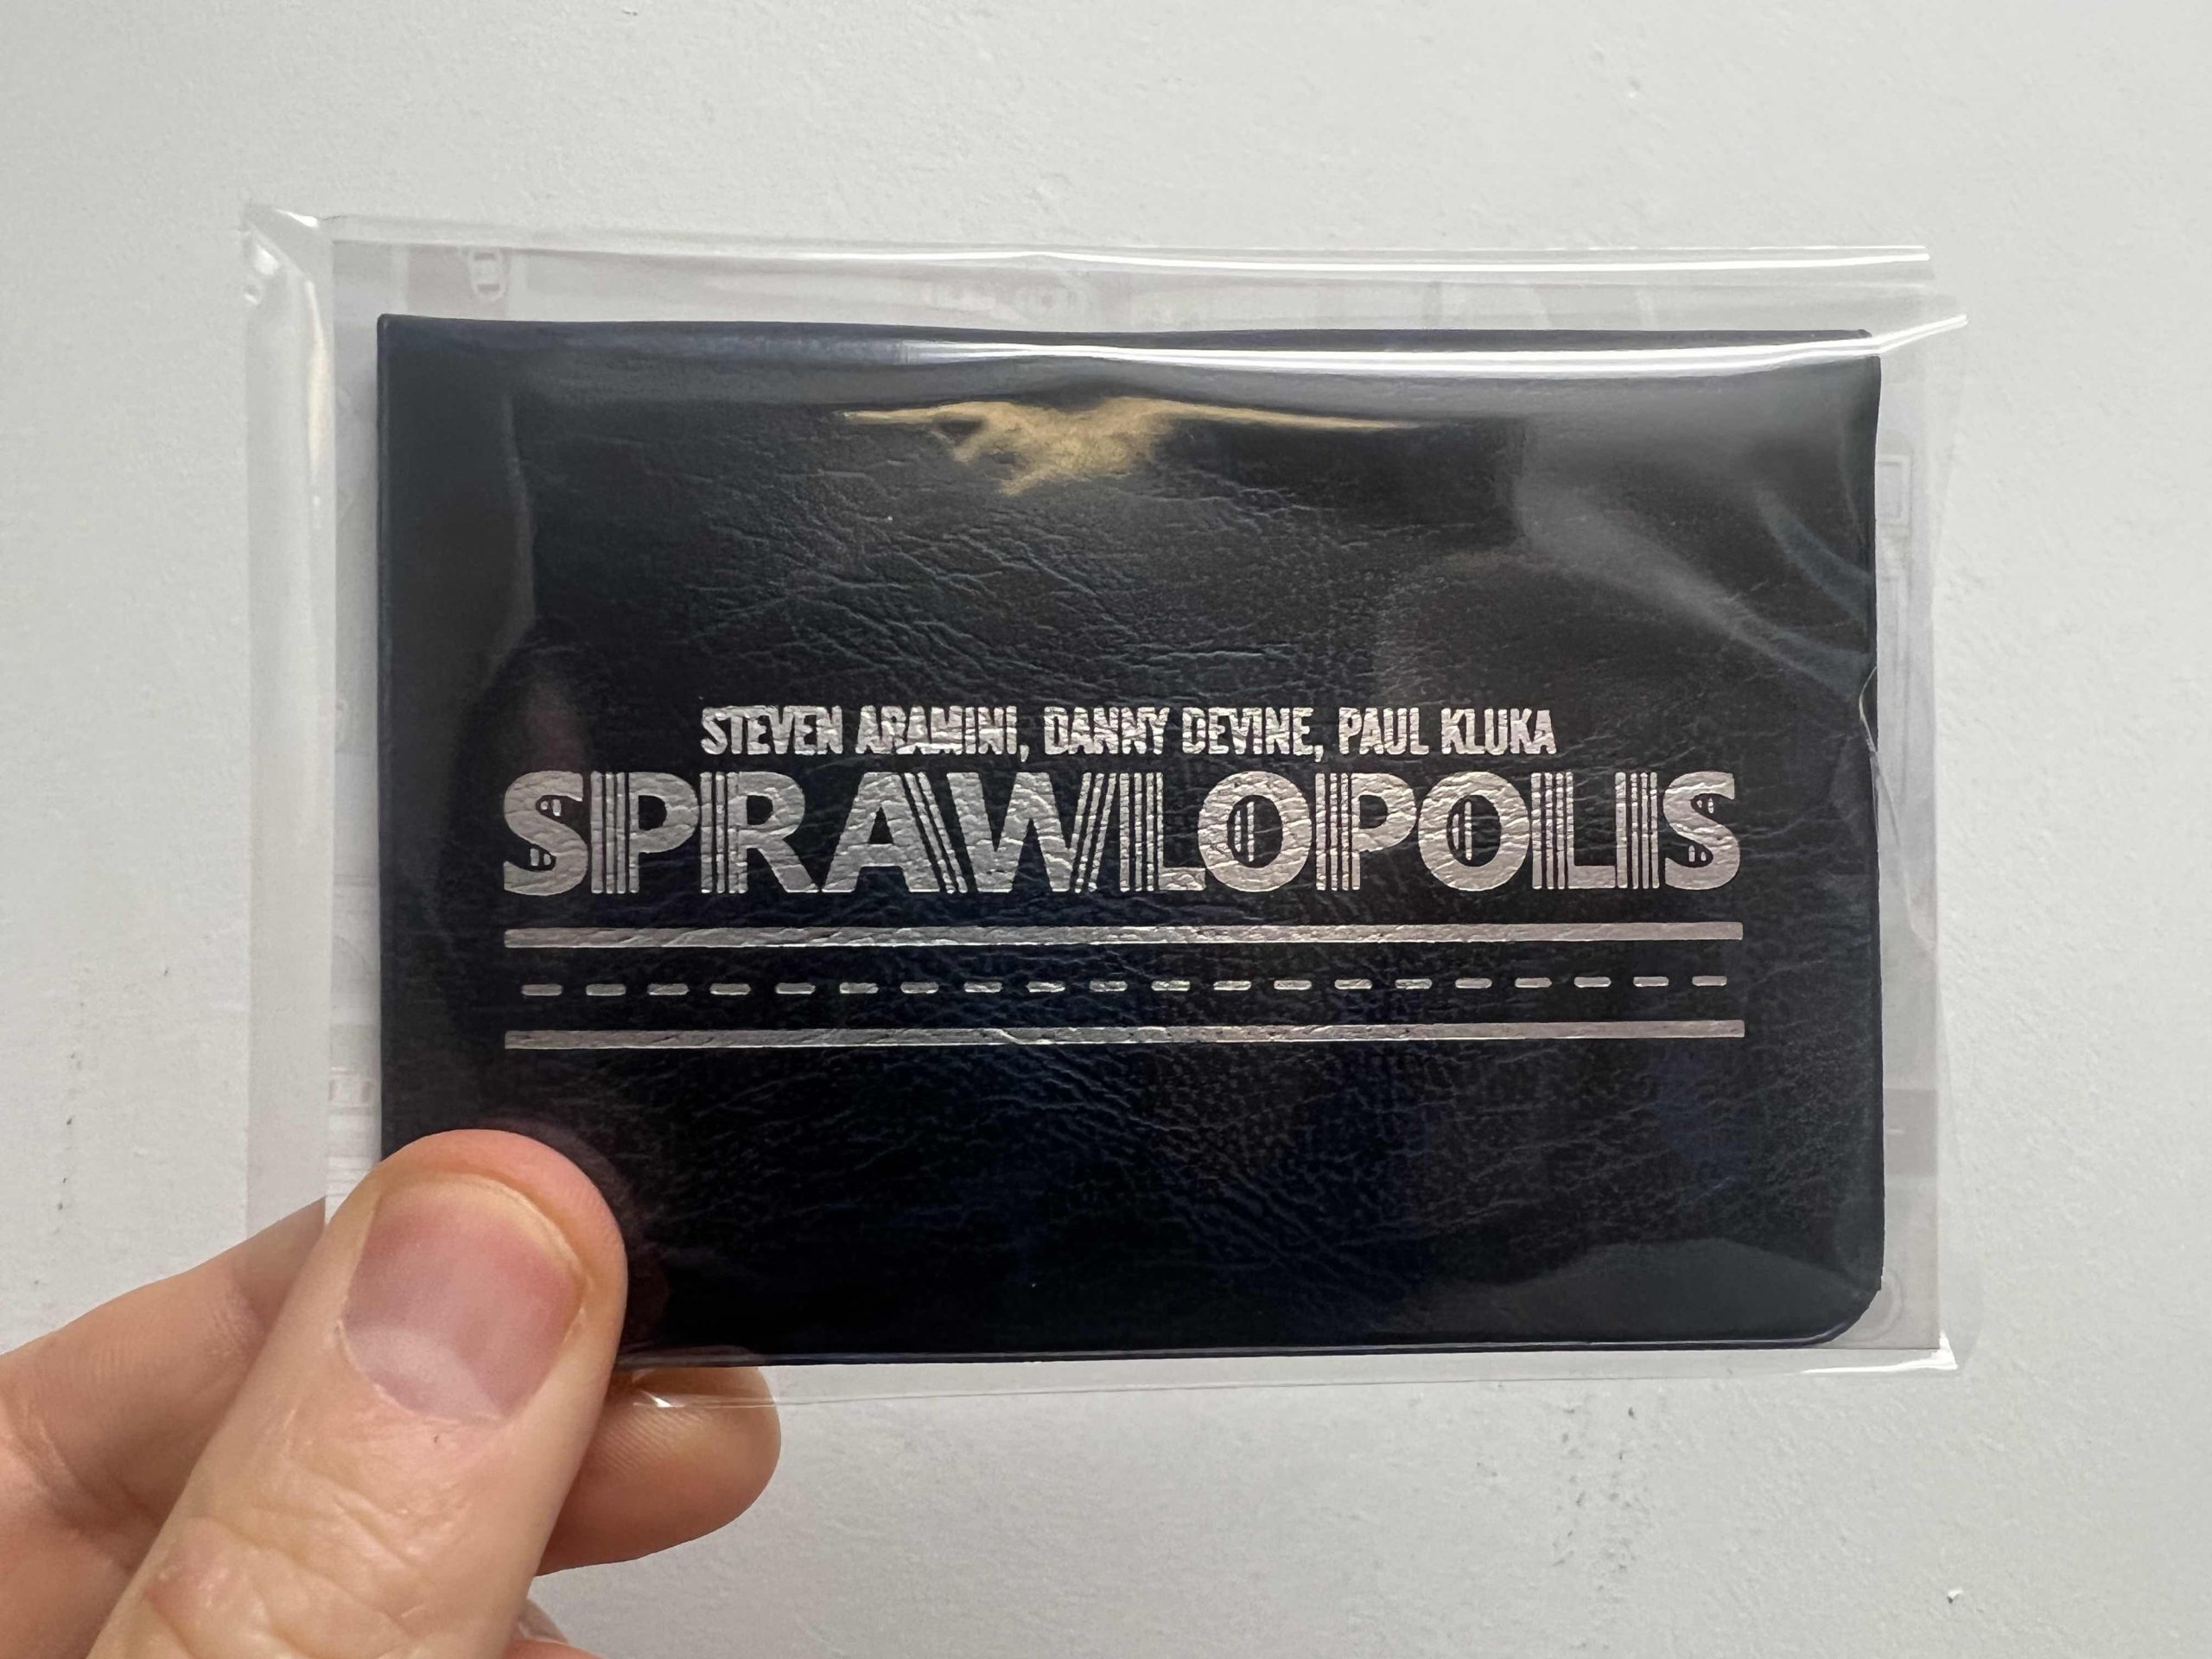 STEVEN ARAMINI, DANNY DEVINE, PAUL KLUKA
SPRAWLOPOLIS